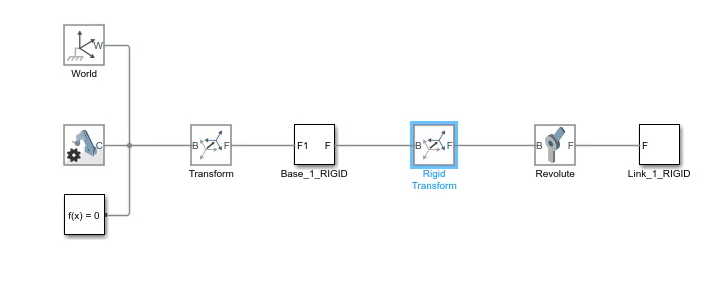 W
World
C
f(x) = 0
B F
Transform
F1 F
Base_1_RIGID
B F
Rigid
Transform
B F
Revolute
F
Link_1_RIGID